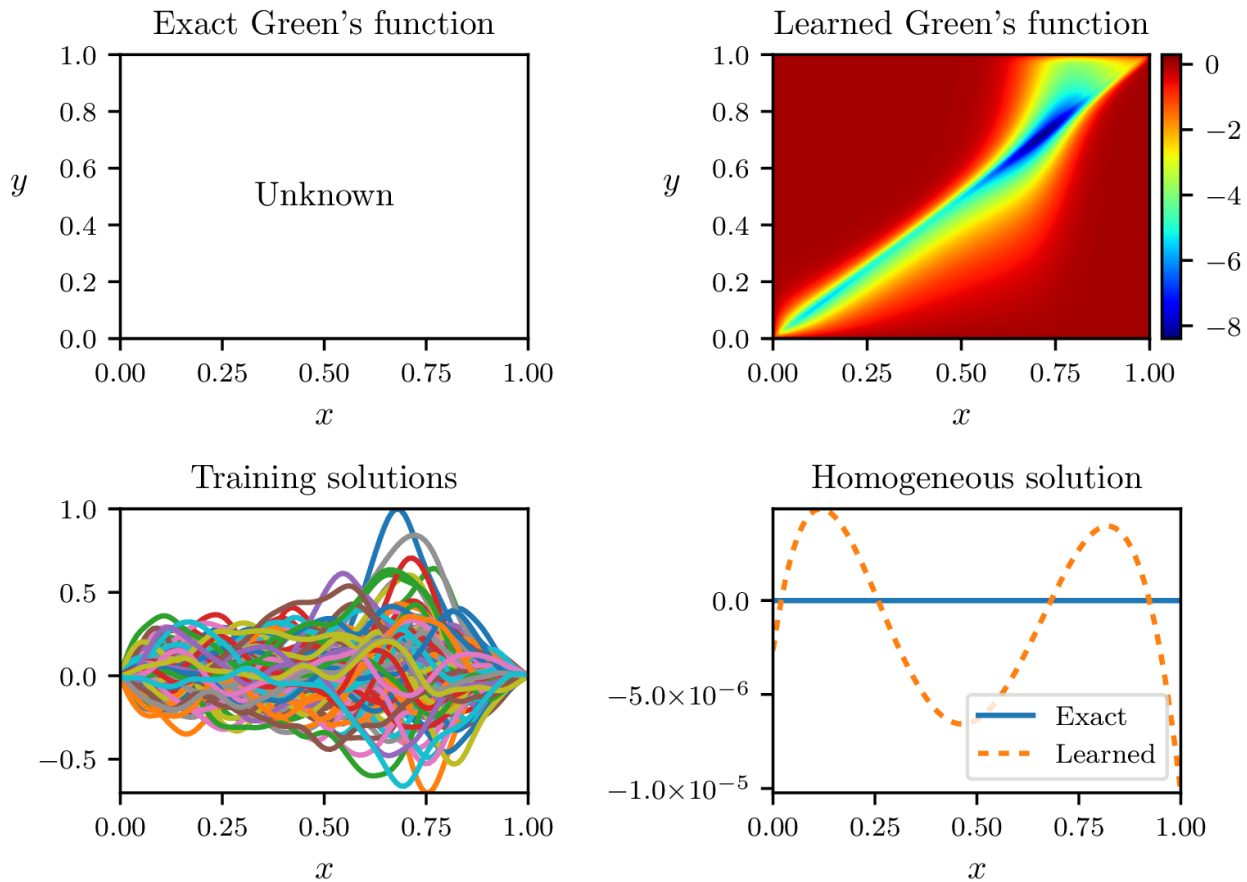 Exact Green's function
1.0
0.8
0.6
0.4
0.2
0.0
y
Unknown
0.00 0.25 0.50 0.75 1.00
x
Learned Green's function
1.0
0.8
0.6
0.4
0.2
0.0
y
0.00 0.25 0.50 0.75 1.00
x
0
−2
−4
−6
−8
Training solutions
1.0
0.5
0.0
−0.5
0.00 0.25 0.50 0.75 1.00
x
Homogeneous solution
0.0
−5.0×10⁻⁶
−1.0×10⁻⁵
Exact
Learned
0.00 0.25 0.50 0.75 1.00
x